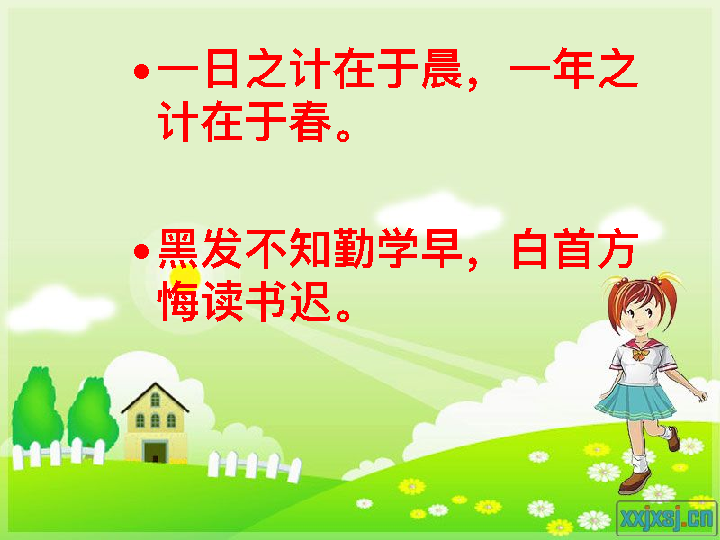 •一日之计在于晨，一年之
计在于春。
•黑发不知勤学早，白首方
悔读书迟。
xxjxsj.cn